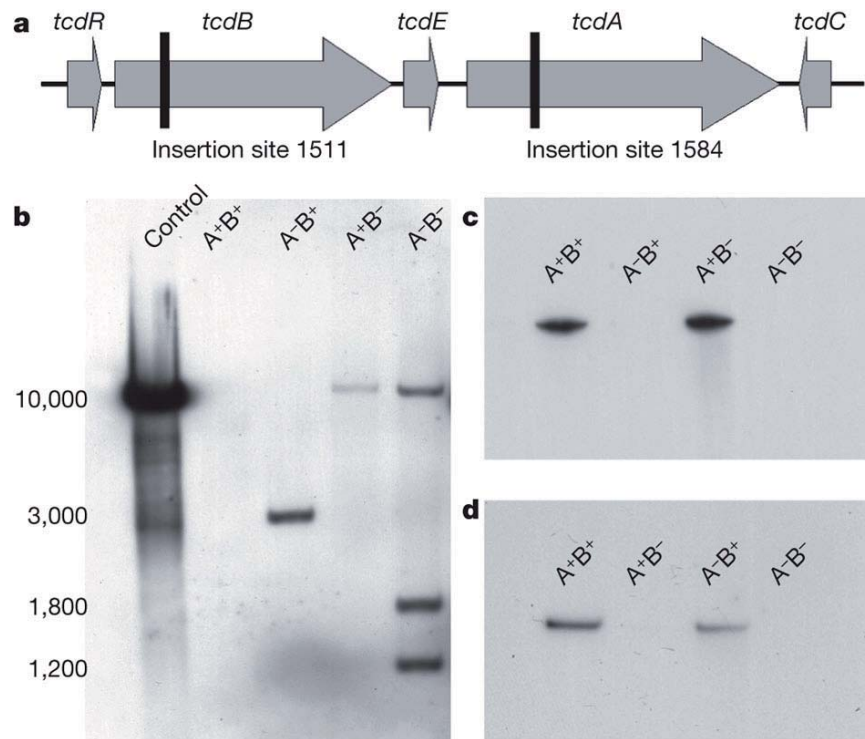 a
tcdR tcdB tcdE tcdA tcdC
Insertion site 1511 Insertion site 1584
b
Control A⁺B⁺ A⁻B⁺ A⁺B⁻ A⁻B⁻
10,000
3,000
1,800
1,200
c
A⁺B⁺ A⁻B⁺ A⁺B⁻ A⁻B⁻
d
A⁺B⁺ A⁺B⁻ A⁻B⁺ A⁻B⁻